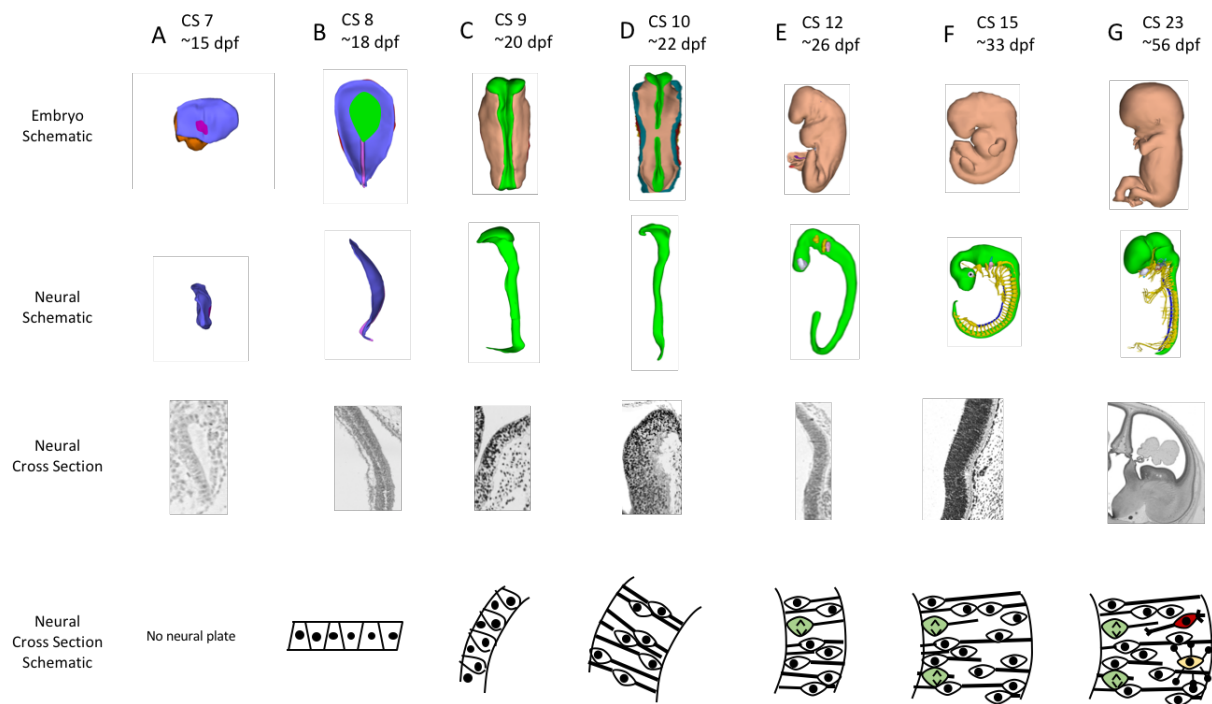 A
CS 7
~15 dpf
B
CS 8
~18 dpf
C
CS 9
~20 dpf
D
CS 10
~22 dpf
E
CS 12
~26 dpf
F
CS 15
~33 dpf
G
CS 23
~56 dpf
Embryo
Schematic
Neural
Schematic
Neural
Cross Section
Neural
Cross Section
Schematic
No neural plate